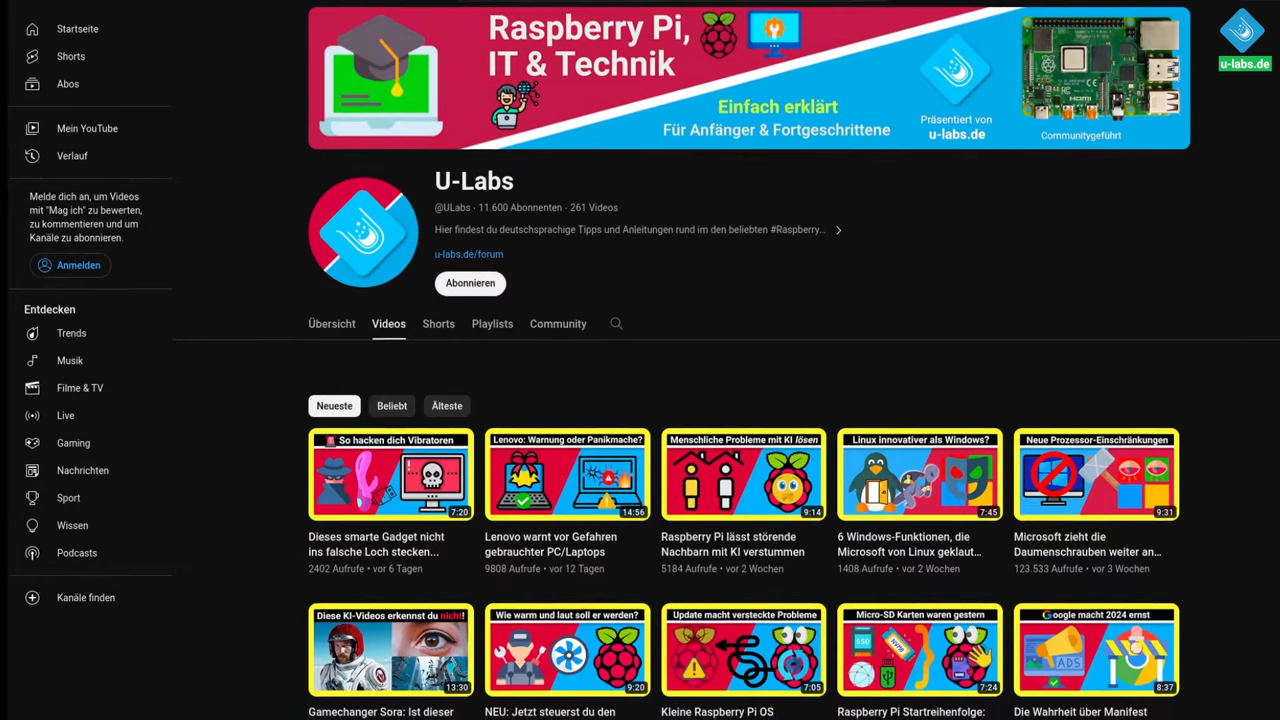 Startseite
Shorts
Abos
Mein YouTube
Verlauf
Melde dich an, um Videos
mit "Mag ich" zu bewerten,
zu kommentieren und um
Kanäle zu abonnieren.
Anmelden
Entdecken
Trends
Musik
Filme & TV
Live
Gaming
Nachrichten
Sport
Wissen
Podcasts
Kanäle finden
Raspberry Pi,
IT & Technik
Einfach erklärt
Für Anfänger & Fortgeschrittene
Präsentiert von
u-labs.de
HDMI
Communitygeführt
u-labs.de
U-Labs
@ULabs · 11.600 Abonnenten · 261 Videos
Hier findest du deutschsprachige Tipps und Anleitungen rund im den beliebten #Raspberry...
u-labs.de/forum
Abonnieren
Übersicht Videos Shorts Playlists Community
Neueste Beliebt Älteste
So hacken dich Vibratoren
7:20
Dieses smarte Gadget nicht
ins falsche Loch stecken...
2402 Aufrufe • vor 6 Tagen
Lenovo: Warnung oder Panikmache?
14:56
Lenovo warnt vor Gefahren
gebrauchter PC/Laptops
9808 Aufrufe • vor 12 Tagen
Menschliche Probleme mit KI lösen
9:14
Raspberry Pi lässt störende
Nachbarn mit KI verstummen
5184 Aufrufe • vor 2 Wochen
Linux innovativer als Windows?
7:45
6 Windows-Funktionen, die
Microsoft von Linux geklaut...
1408 Aufrufe • vor 2 Wochen
Neue Prozessor-Einschränkungen
9:31
Microsoft zieht die
Daumenschrauben weiter an...
123.533 Aufrufe • vor 3 Wochen
Diese KI-Videos erkennst du nicht!
13:30
Gamechanger Sora: Ist dieser
Wie warm und laut soll er werden?
9:20
NEU: Jetzt steuerst du den
Update macht versteckte Probleme
7:05
Kleine Raspberry Pi OS
Micro-SD Karten waren gestern
SSD
NVMe
7:24
Raspberry Pi Startreihenfolge:
Google macht 2024 ernst
ADS
8:37
Die Wahrheit über Manifest